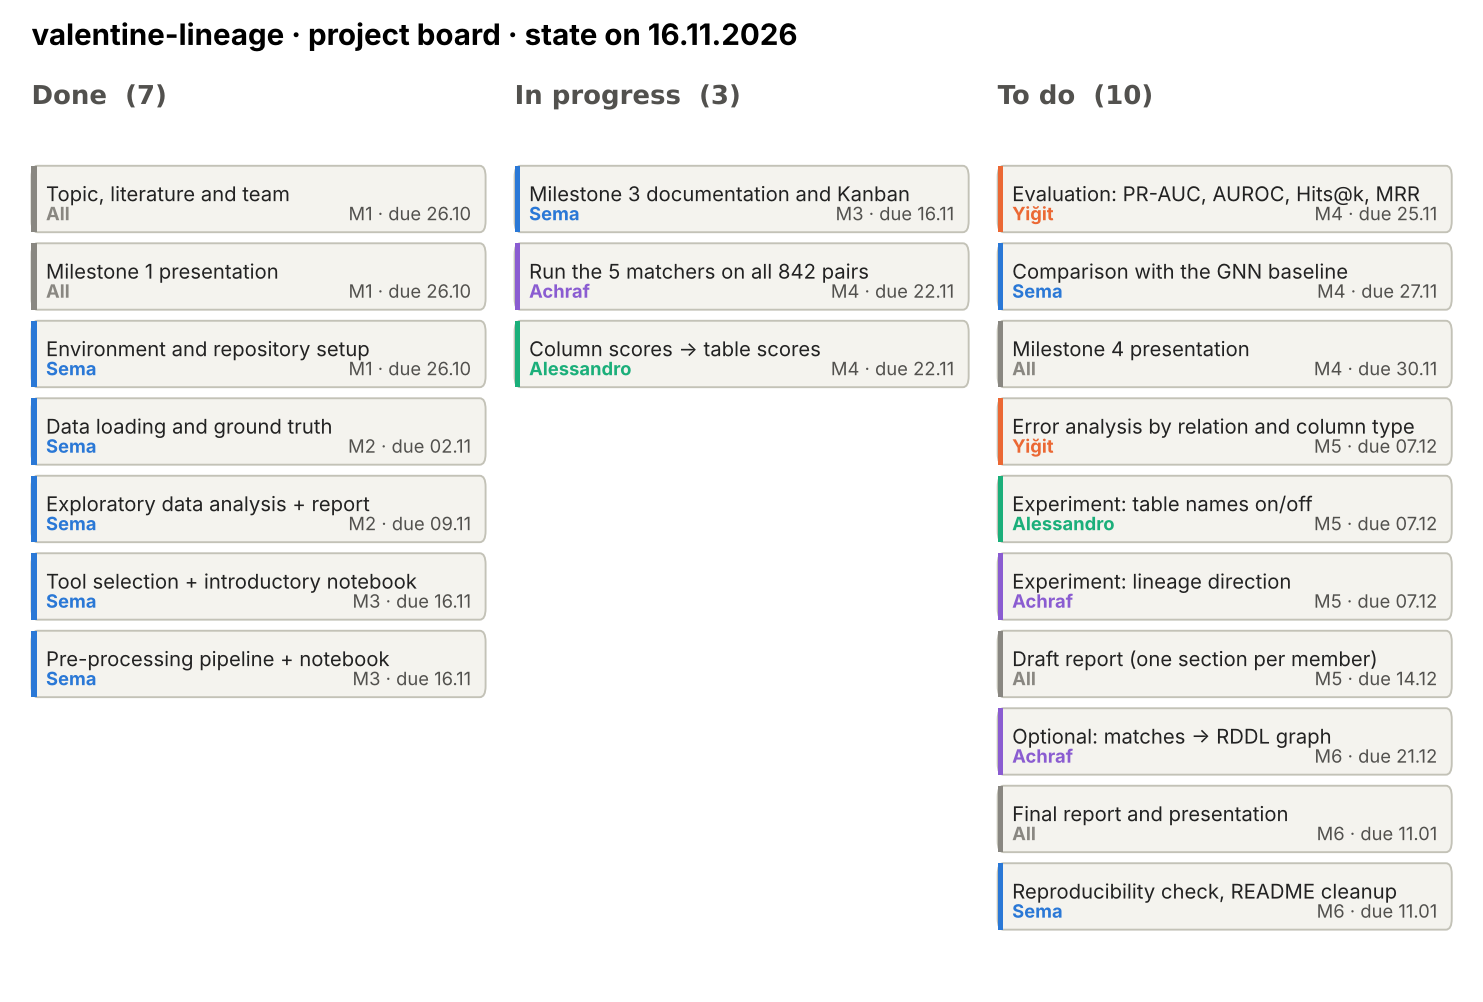 valentine-lineage · project board · state on 16.11.2026
Done (7)
Topic, literature and team
All M1 · due 26.10
Milestone 1 presentation
All M1 · due 26.10
Environment and repository setup
Sema M1 · due 26.10
Data loading and ground truth
Sema M2 · due 02.11
Exploratory data analysis + report
Sema M2 · due 09.11
Tool selection + introductory notebook
Sema M3 · due 16.11
Pre-processing pipeline + notebook
Sema M3 · due 16.11
In progress (3)
Milestone 3 documentation and Kanban
Sema M3 · due 16.11
Run the 5 matchers on all 842 pairs
Achraf M4 · due 22.11
Column scores → table scores
Alessandro M4 · due 22.11
To do (10)
Evaluation: PR-AUC, AUROC, Hits@k, MRR
Yiğit M4 · due 25.11
Comparison with the GNN baseline
Sema M4 · due 27.11
Milestone 4 presentation
All M4 · due 30.11
Error analysis by relation and column type
Yiğit M5 · due 07.12
Experiment: table names on/off
Alessandro M5 · due 07.12
Experiment: lineage direction
Achraf M5 · due 07.12
Draft report (one section per member)
All M5 · due 14.12
Optional: matches → RDDL graph
Achraf M6 · due 21.12
Final report and presentation
All M6 · due 11.01
Reproducibility check, README cleanup
Sema M6 · due 11.01